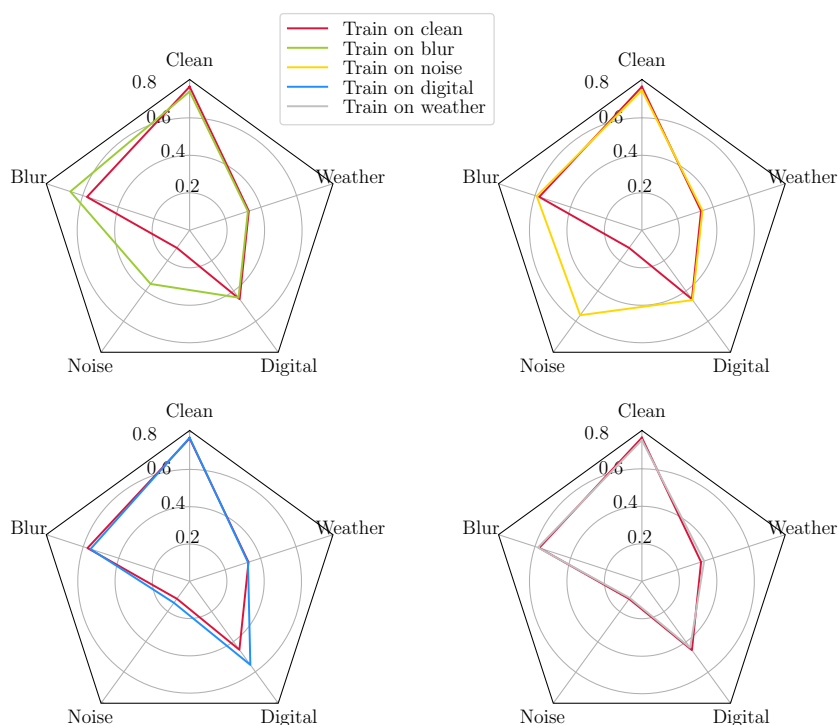 Train on clean
Train on blur
Train on noise
Train on digital
Train on weather
Clean
0.8
0.6
0.4
0.2
Blur
Weather
Noise
Digital
Clean
0.8
0.6
0.4
0.2
Blur
Weather
Noise
Digital
Clean
0.8
0.6
0.4
0.2
Blur
Weather
Noise
Digital
Clean
0.8
0.6
0.4
0.2
Blur
Weather
Noise
Digital